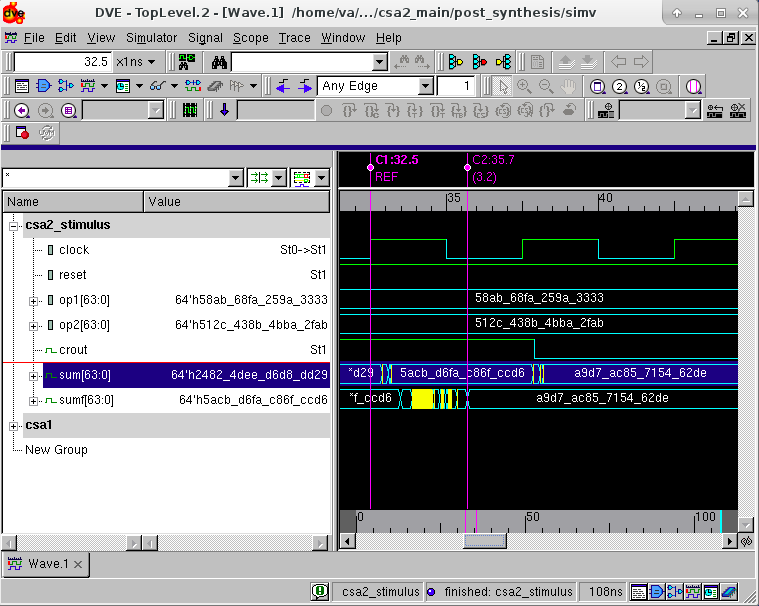 DVE - TopLevel.2 - [Wave.1] /home/va/.../csa2_main/post_synthesis/simv
File Edit View Simulator Signal Scope Trace Window Help
32.5 x1ns
Any Edge 1
*
C1:32.5 C2:35.7
REF (3.2)
Name Value
35 40
csa2_stimulus
clock St0->St1
reset St1
op1[63:0] 64'h58ab_68fa_259a_3333 58ab_68fa_259a_3333
op2[63:0] 64'h512c_438b_4bba_2fab 512c_438b_4bba_2fab
crout St1
sum[63:0] 64'h2482_4dee_d6d8_dd29 *d29 5acb_d6fa_c86f_ccd6 a9d7_ac85_7154_62de
sumf[63:0] 64'h5acb_d6fa_c86f_ccd6 *f_ccd6 a9d7_ac85_7154_62de
csa1
New Group
0 50 100
Wave.1
csa2_stimulus finished: csa2_stimulus 108ns